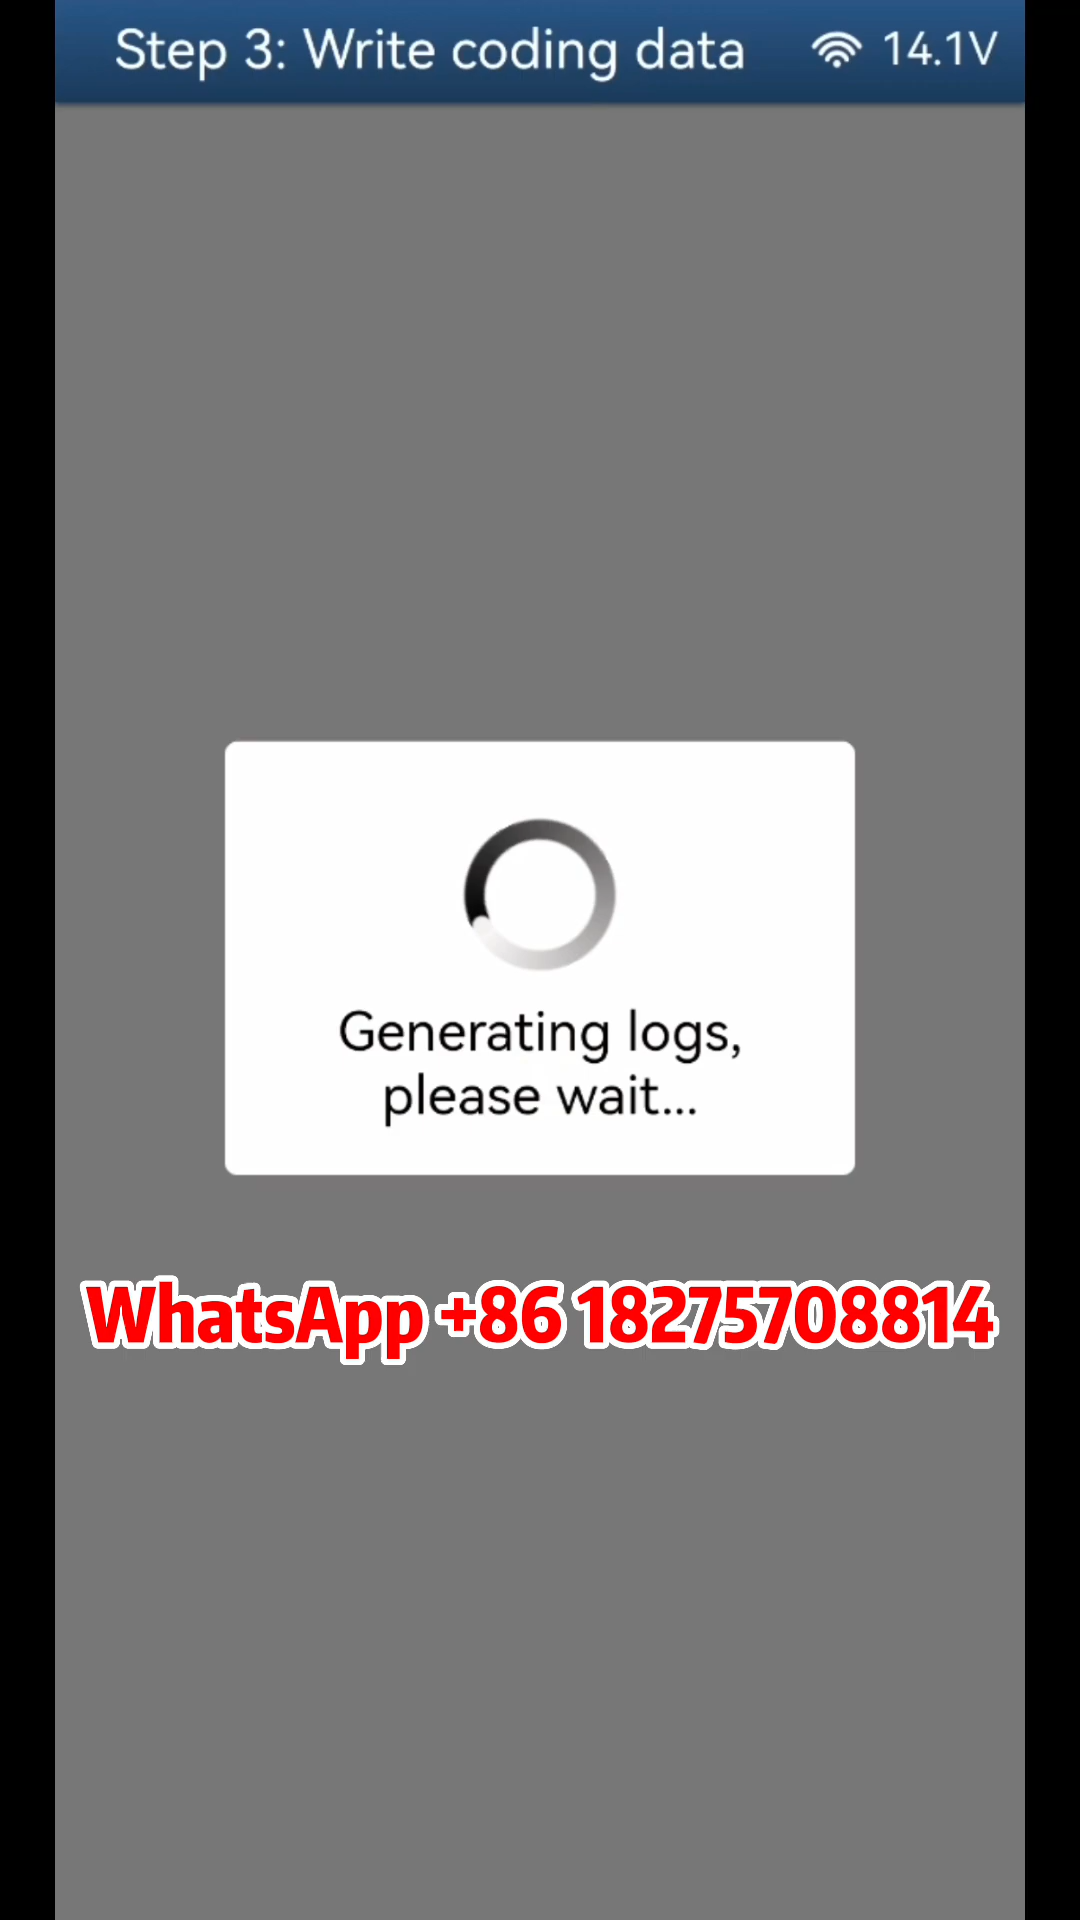 Step 3: Write coding data 14.1V
Generating logs,
please wait...
WhatsApp +86 18275708814